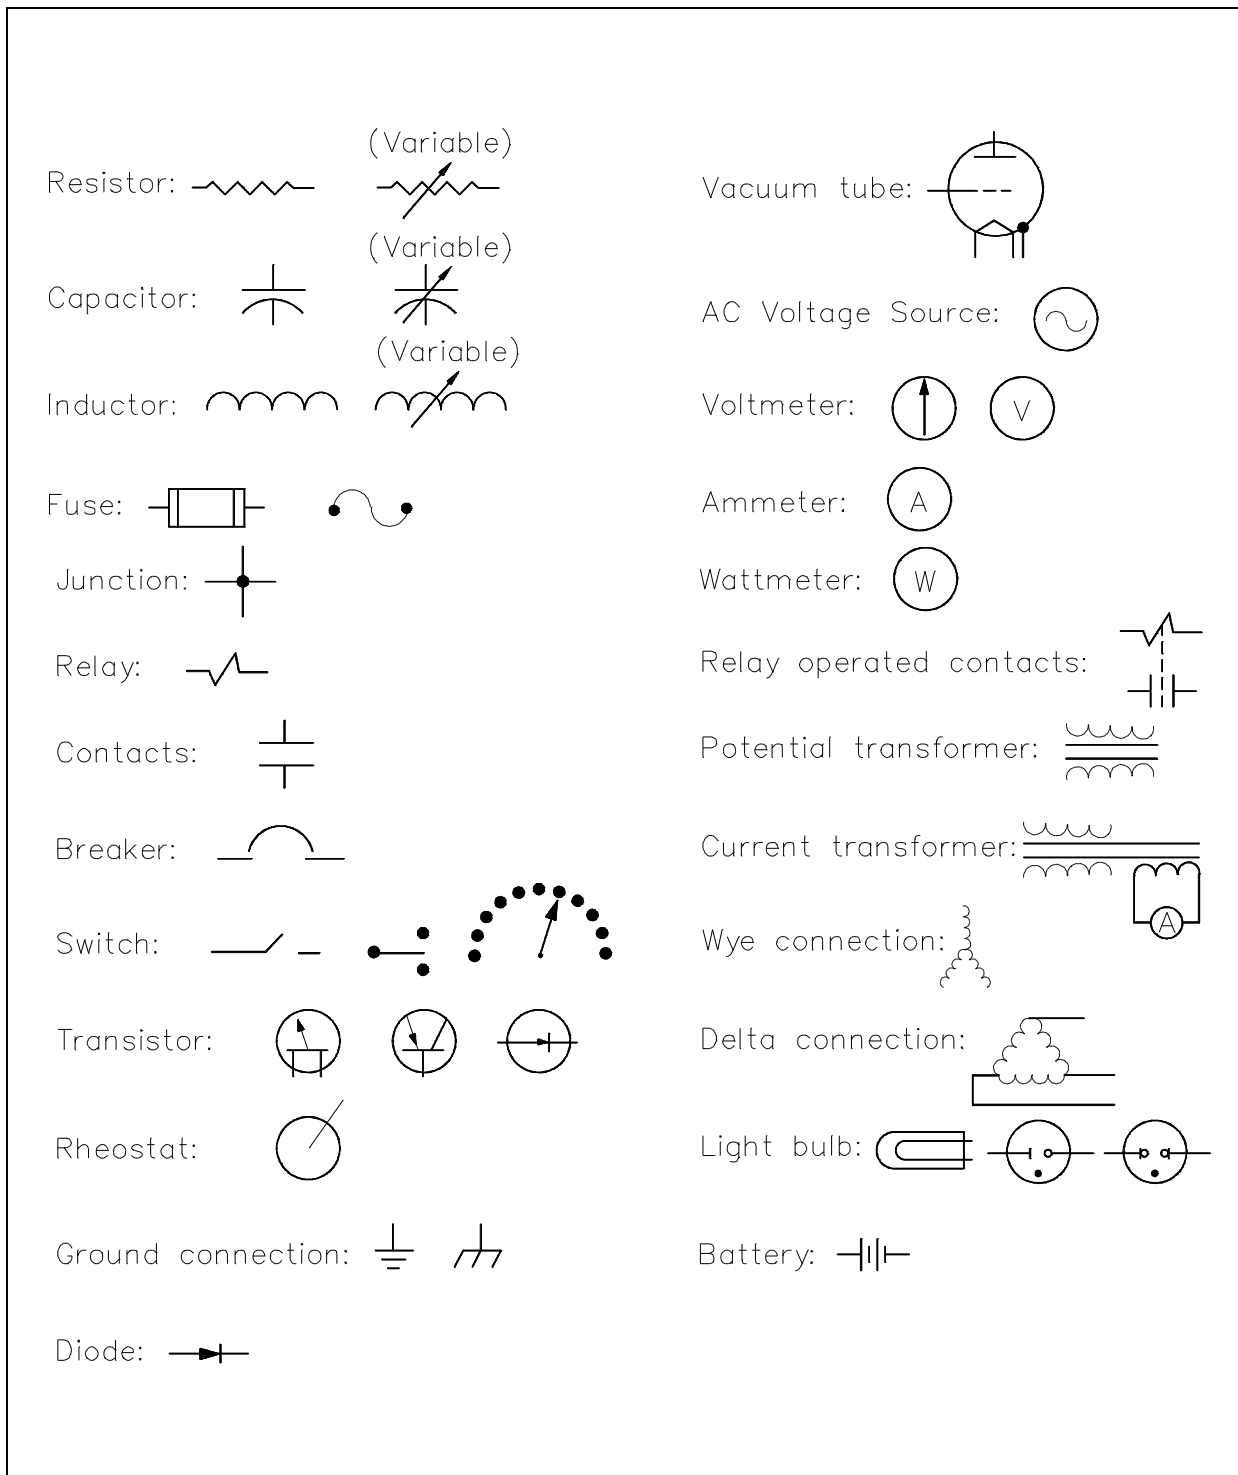 (Variable)
Resistor:
(Variable)
Capacitor:
(Variable)
Inductor:
Fuse:
Junction:
Relay:
Contacts:
Breaker:
Switch:
Transistor:
Rheostat:
Ground connection:
Diode:
Vacuum tube:
AC Voltage Source:
Voltmeter:
V
Ammeter:
A
Wattmeter:
W
Relay operated contacts:
Potential transformer:
Current transformer:
A
Wye connection:
Delta connection:
Light bulb:
Battery: